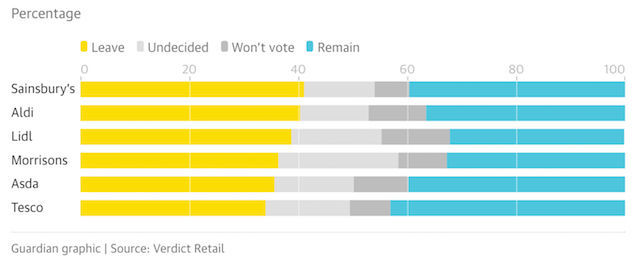 Percentage
Leave Undecided Won't vote Remain
0 20 40 60 80 100
Sainsbury's
Aldi
Lidl
Morrisons
Asda
Tesco
Guardian graphic | Source: Verdict Retail